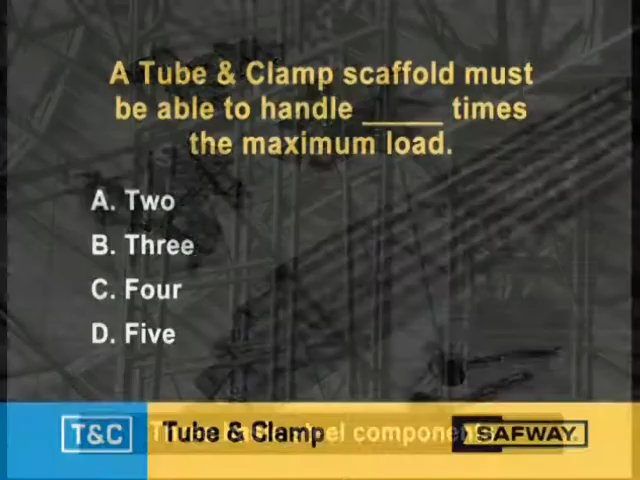 A Tube & Clamp scaffold must
be able to handle _____ times
the maximum load.
A. Two
B. Three
C. Four
D. Five
T&C Tube & Clamp SAFWAY.